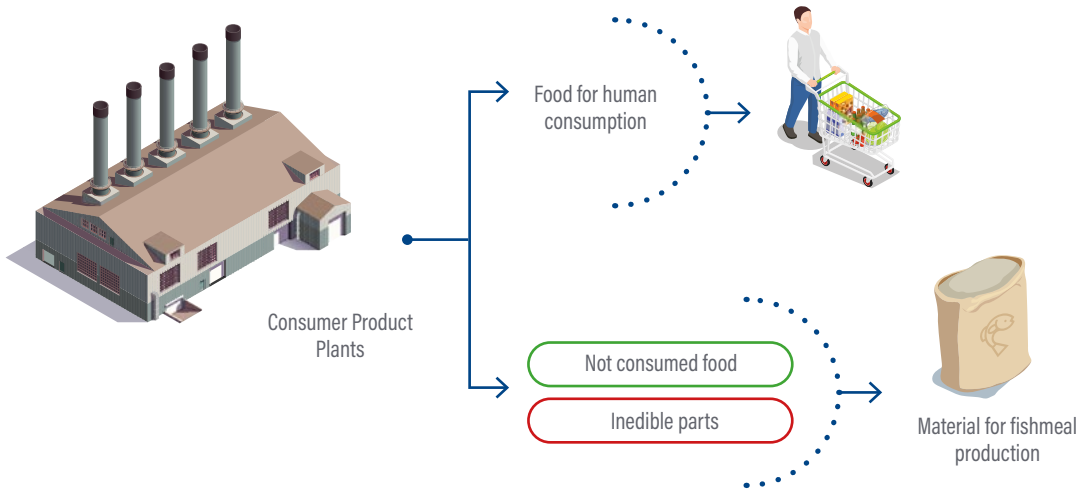 Food for human
consumption
Consumer Product
Plants
Not consumed food
Inedible parts
Material for fishmeal
production